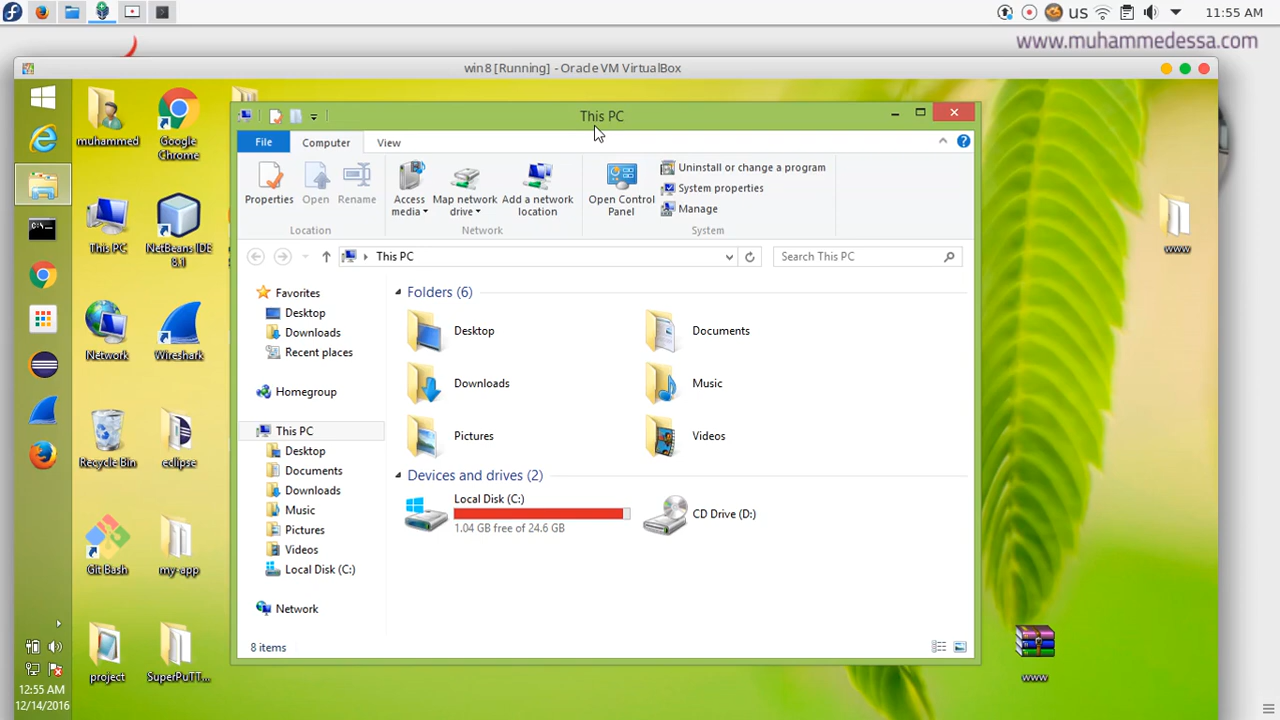 us
11:55 AM
www.muhammedessa.com
win8 [Running] - Oracle VM VirtualBox
This PC
File
Computer
View
Properties
Open
Rename
Access media
Map network drive
Add a network location
Open Control Panel
Uninstall or change a program
System properties
Manage
Location
Network
System
This PC
Search This PC
Favorites
Desktop
Downloads
Recent places
Homegroup
This PC
Desktop
Documents
Downloads
Music
Pictures
Videos
Local Disk (C:)
Network
Folders (6)
Desktop
Documents
Downloads
Music
Pictures
Videos
Devices and drives (2)
Local Disk (C:)
1.04 GB free of 24.6 GB
CD Drive (D:)
8 items
muhammed
Google Chrome
This PC
NetBeans IDE 8.1
Network
Wireshark
Recycle Bin
eclipse
Git Bash
my-app
project
SuperPuTT...
www
www
12:55 AM
12/14/2016